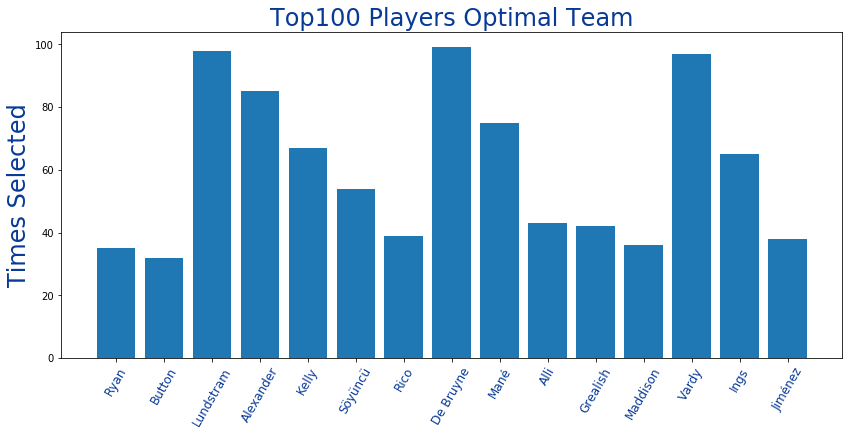 Top100 Players Optimal Team
Times Selected
100
80
60
40
20
0
Ryan
Button
Lundstram
Alexander
Kelly
Söyüncü
Rico
De Bruyne
Mané
Alli
Grealish
Maddison
Vardy
Ings
Jiménez